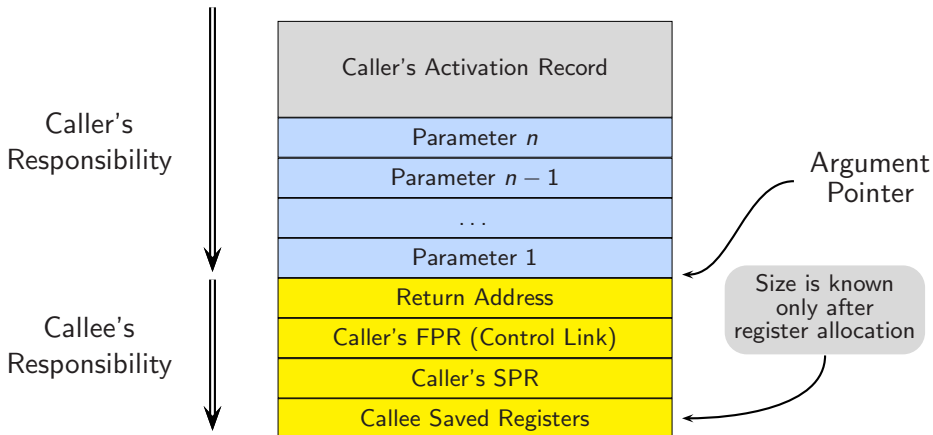 Caller's Activation Record
Caller's
Responsibility
Parameter n
Parameter n − 1
...
Parameter 1
Argument
Pointer
Return Address
Caller's FPR (Control Link)
Caller's SPR
Callee Saved Registers
Callee's
Responsibility
Size is known
only after
register allocation